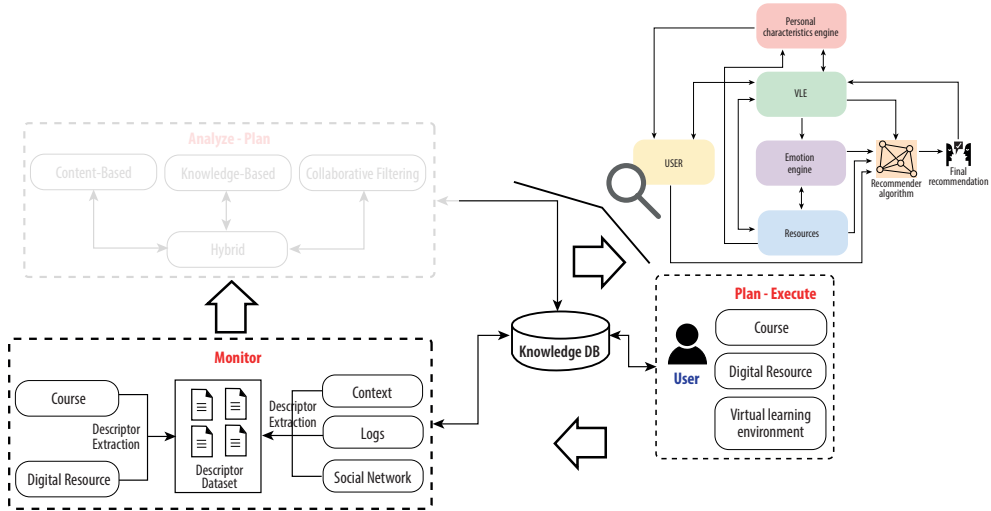 Personal
characteristics engine
VLE
USER
Emotion
engine
Resources
Recommender
algorithm
Final
recommendation
Analyze - Plan
Content-Based
Knowledge-Based
Collaborative Filtering
Hybrid
Knowledge DB
Plan - Execute
User
Course
Digital Resource
Virtual learning
environment
Monitor
Course
Digital Resource
Descriptor
Extraction
Descriptor
Dataset
Descriptor
Extraction
Context
Logs
Social Network